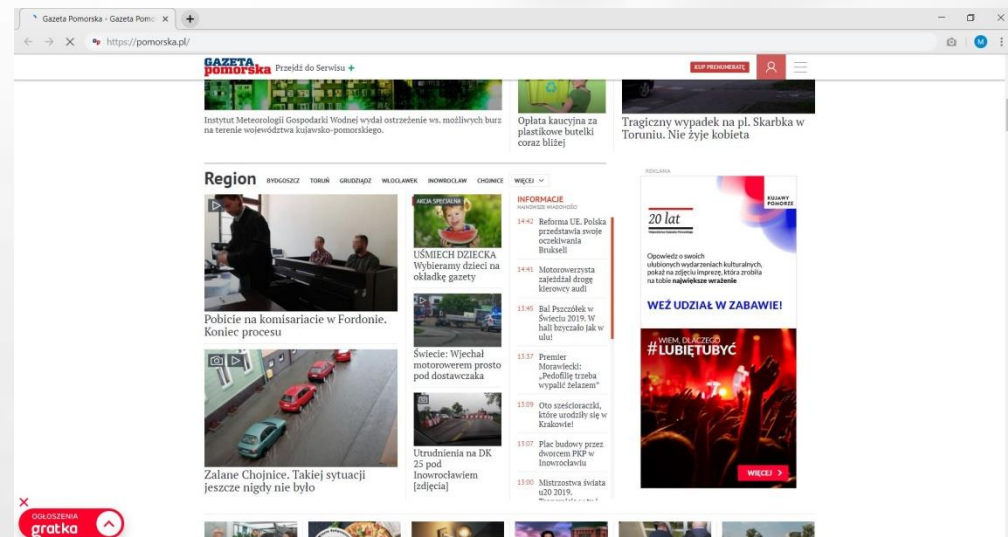 Gazeta Pomorska - Gazeta Pomo
https://pomorska.pl/
GAZETA
pomorska
Przejdź do Serwisu +
KUP PRENUMERATĘ
Instytut Meteorologii Gospodarki Wodnej wydał ostrzeżenie ws. możliwych burz
na terenie województwa kujawsko-pomorskiego.
Opłata kaucyjna za
plastikowe butelki
coraz bliżej
Tragiczny wypadek na pl. Skarbka w
Toruniu. Nie żyje kobieta
Region BYDGOSZCZ TORUŃ GRUDZIĄDZ WŁOCŁAWEK INOWROCŁAW CHOJNICE WIĘCEJ
Pobicie na komisariacie w Fordonie.
Koniec procesu
Zalane Chojnice. Takiej sytuacji
jeszcze nigdy nie było
AKCJA SPECJALNA
UŚMIECH DZIECKA
Wybieramy dzieci na
okładkę gazety
Świecie: Wjechał
motorowerem prosto
pod dostawczaka
Utrudnienia na DK
25 pod
Inowrocławiem
[zdjęcia]
INFORMACJE
NAJNOWSZE WIADOMOŚCI
14:42 Reforma UE. Polska
przedstawia swoje
oczekiwania
Brukseli
14:41 Motorowerzysta
zajeżdżał drogę
kierowcy audi
13:45 Bal Pszczółek w
Świeciu 2019. W
hali bzyczało jak w
ulu!
13:37 Premier
Morawiecki:
„Pedofilię trzeba
wypalić żelazem"
13:09 Oto sześcioraczki,
które urodziły się w
Krakowie!
13:07 Plac budowy przez
dworcem PKP w
Inowrocławiu
13:00 Mistrzostwa świata
u20 2019.
REKLAMA
KUJAWY
POMORZE
20 lat
Opowiedz o swoich
ulubionych wydarzeniach kulturalnych,
pokaż na zdjęciu imprezę, która zrobiła
na tobie największe wrażenie
WEŹ UDZIAŁ W ZABAWIE!
WIEM, DLACZEGO
#LUBIĘTUBYĆ
WIĘCEJ >
OGŁOSZENIA
gratka
M